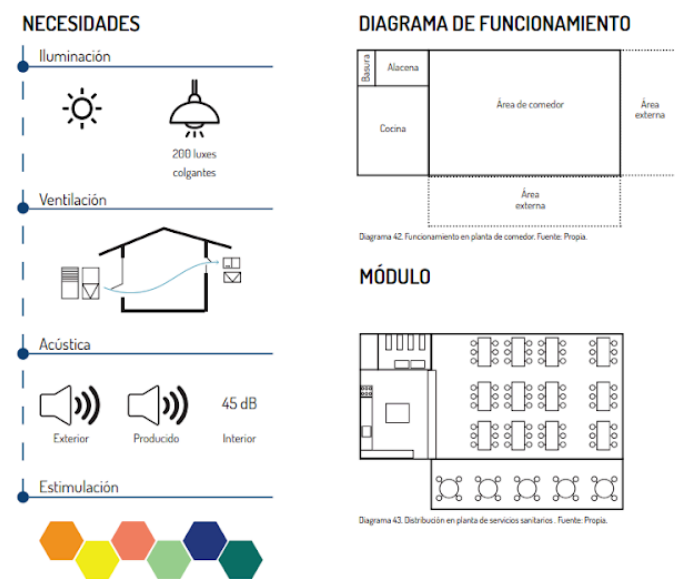 NECESIDADES
Iluminación
200 luxes
colgantes
Ventilación
Acústica
Exterior
Producido
45 dB
Interior
Estimulación
DIAGRAMA DE FUNCIONAMIENTO
Basura
Alacena
Cocina
Área de comedor
Área
externa
Área
externa
Diagrama 42. Funcionamiento en planta de comedor. Fuente: Propia.
MÓDULO
Diagrama 43. Distribución en planta de servicios sanitarios . Fuente: Propia.